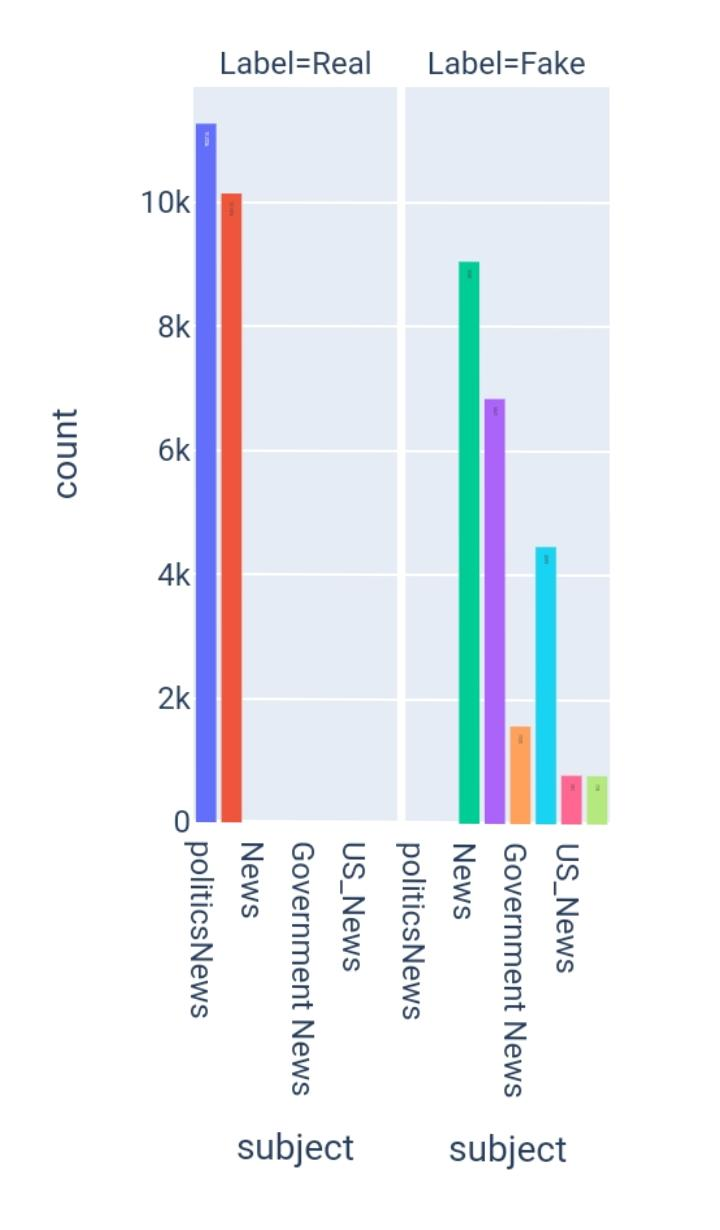 Label=Real
Label=Fake
10k
8k
6k
4k
2k
0
count
politicsNews
News
Government News
US_News
politicsNews
News
Government News
US_News
subject
subject